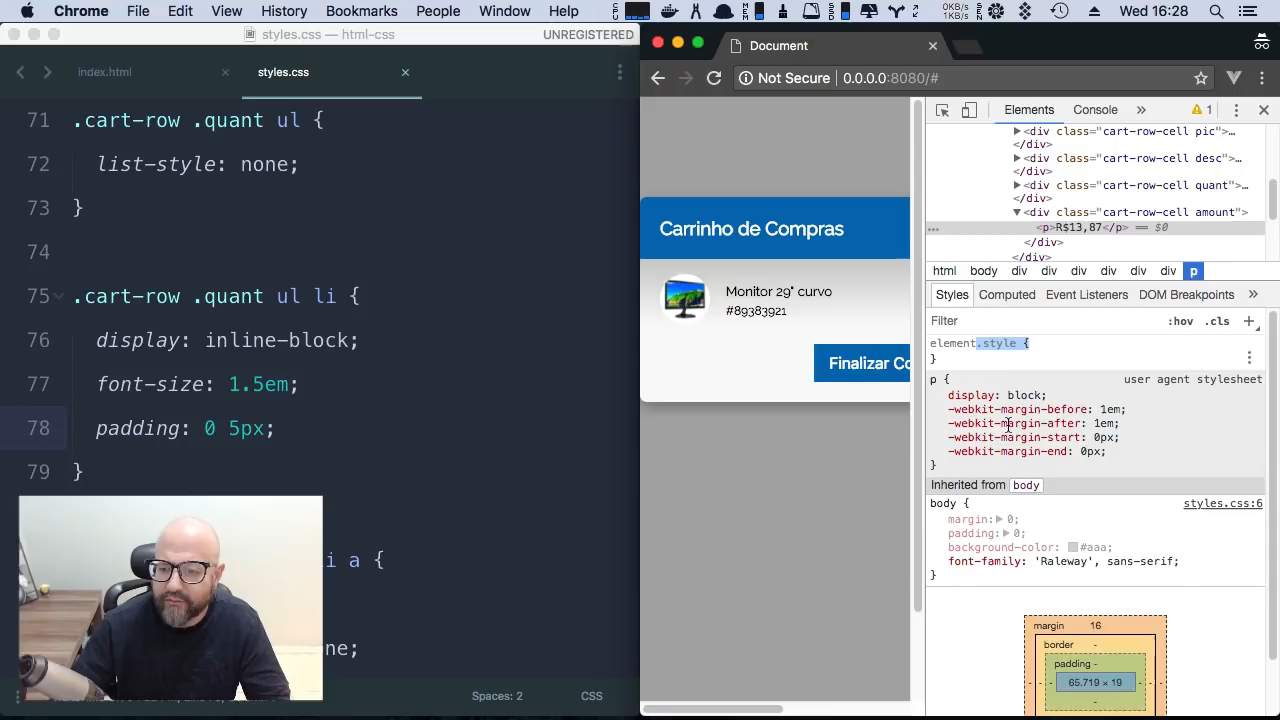 Chrome File Edit View History Bookmarks People Window Help
0KB/s
1KB/s
Wed 16:28
styles.css — html-css
UNREGISTERED
index.html
styles.css
71 .cart-row .quant ul {
72 list-style: none;
73 }
74
75 .cart-row .quant ul li {
76 display: inline-block;
77 font-size: 1.5em;
78 padding: 0 5px;
79 }
i a {
ne;
Spaces: 2
CSS
Document
Not Secure
0.0.0.0:8080/#
Carrinho de Compras
Monitor 29" curvo
#89383921
Finalizar Co
Elements Console » 1
<div class="cart-row-cell pic">…
</div>
<div class="cart-row-cell desc">…
</div>
<div class="cart-row-cell quant">…
</div>
<div class="cart-row-cell amount">
<p>R$13,87</p> == $0
</div>
</div>
html body div div div div div p
Styles Computed Event Listeners DOM Breakpoints »
Filter
:hov .cls +
element.style {
}
p {
user agent stylesheet
display: block;
-webkit-margin-before: 1em;
-webkit-margin-after: 1em;
-webkit-margin-start: 0px;
-webkit-margin-end: 0px;
}
Inherited from body
body {
styles.css:6
margin: 0;
padding: 0;
background-color: #aaa;
font-family: 'Raleway', sans-serif;
}
margin 16
border -
padding -
65.719 × 19